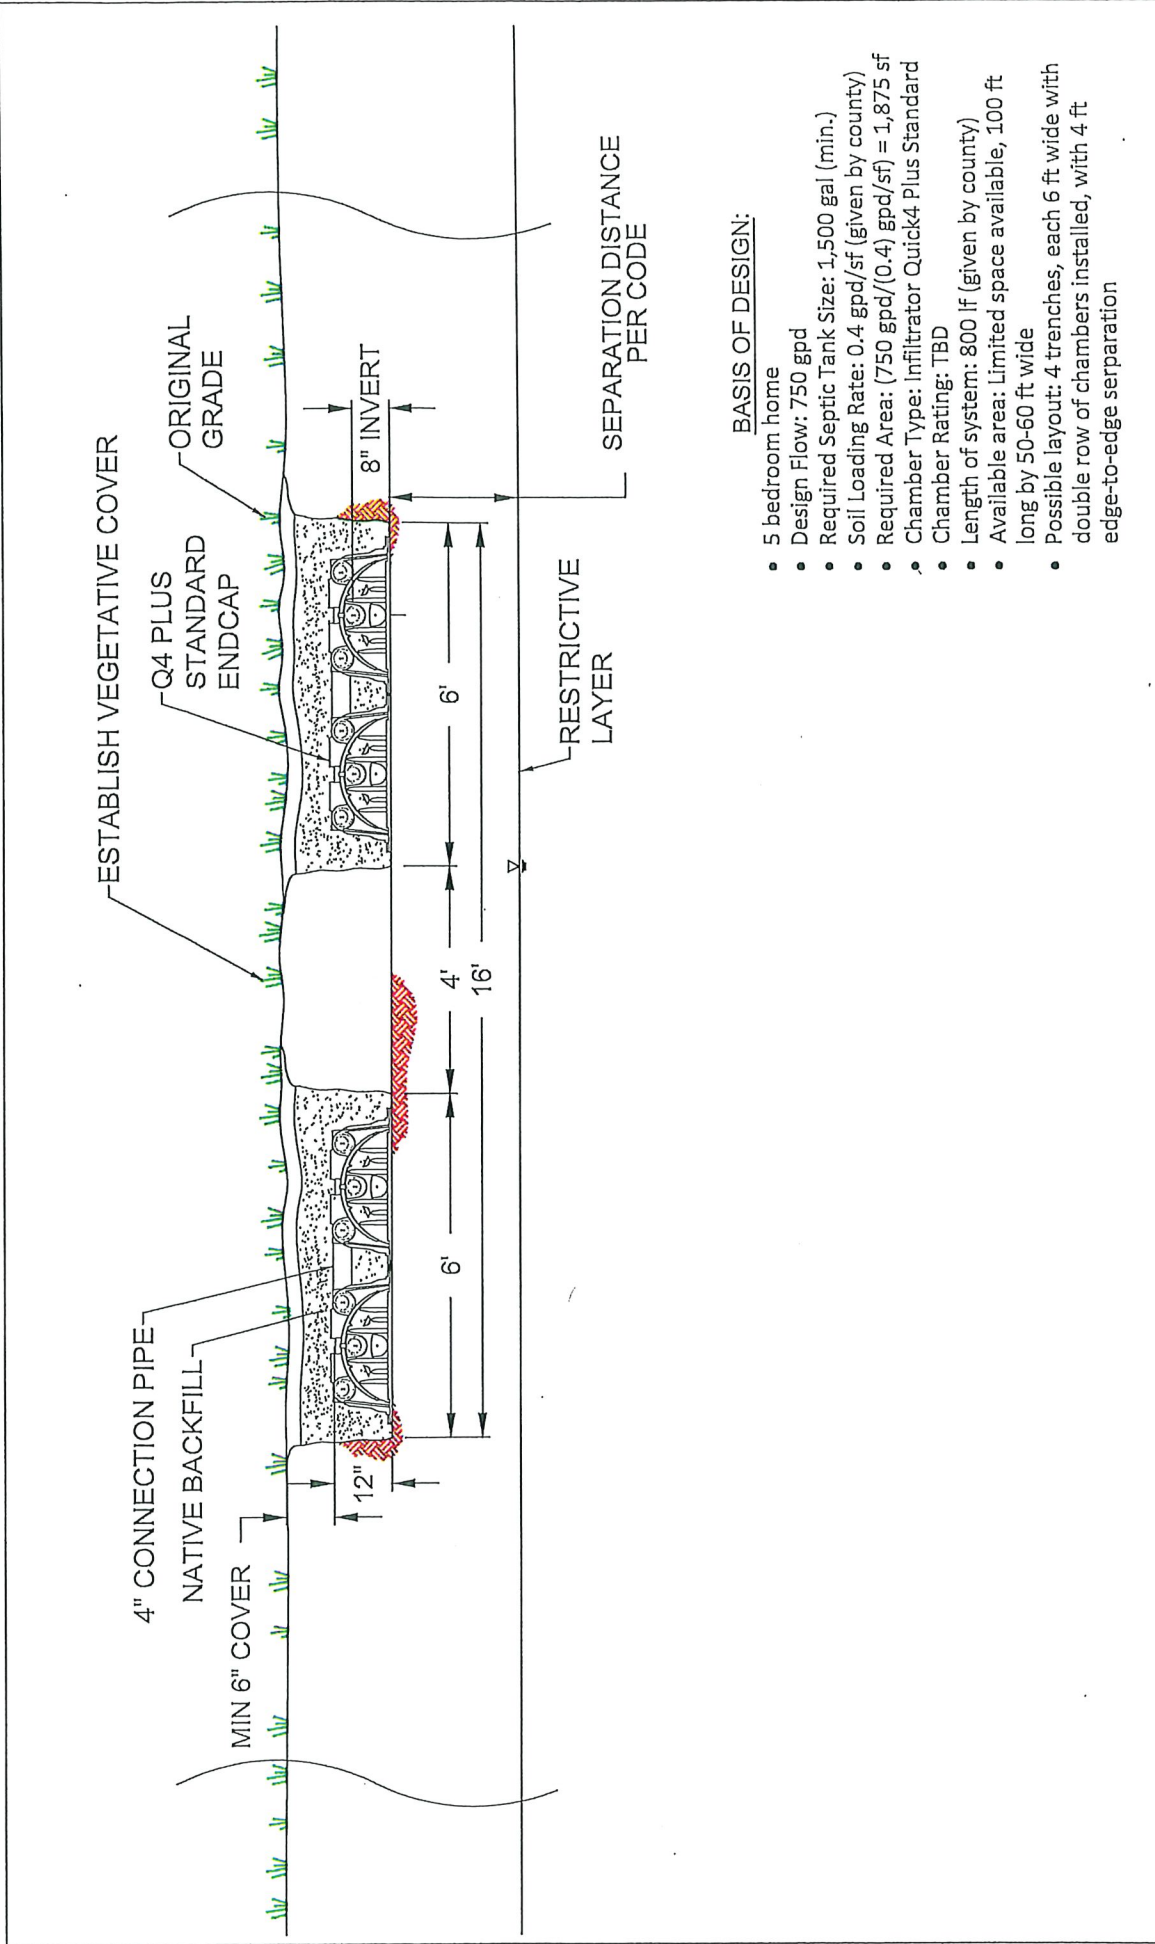 ESTABLISH VEGETATIVE COVER
4" CONNECTION PIPE
NATIVE BACKFILL
MIN 6" COVER
Q4 PLUS
STANDARD
ENDCAP
ORIGINAL
GRADE
12"
8" INVERT
6'
4'
6'
16'
RESTRICTIVE
LAYER
SEPARATION DISTANCE
PER CODE
BASIS OF DESIGN:
• 5 bedroom home
• Design Flow: 750 gpd
• Required Septic Tank Size: 1,500 gal (min.)
• Soil Loading Rate: 0.4 gpd/sf (given by county)
• Required Area: (750 gpd/(0.4) gpd/sf) = 1,875 sf
• Chamber Type: Infiltrator Quick4 Plus Standard
• Chamber Rating: TBD
• Length of system: 800 lf (given by county)
• Available area: Limited space available, 100 ft
long by 50-60 ft wide
• Possible layout: 4 trenches, each 6 ft wide with
double row of chambers installed, with 4 ft
edge-to-edge serparation